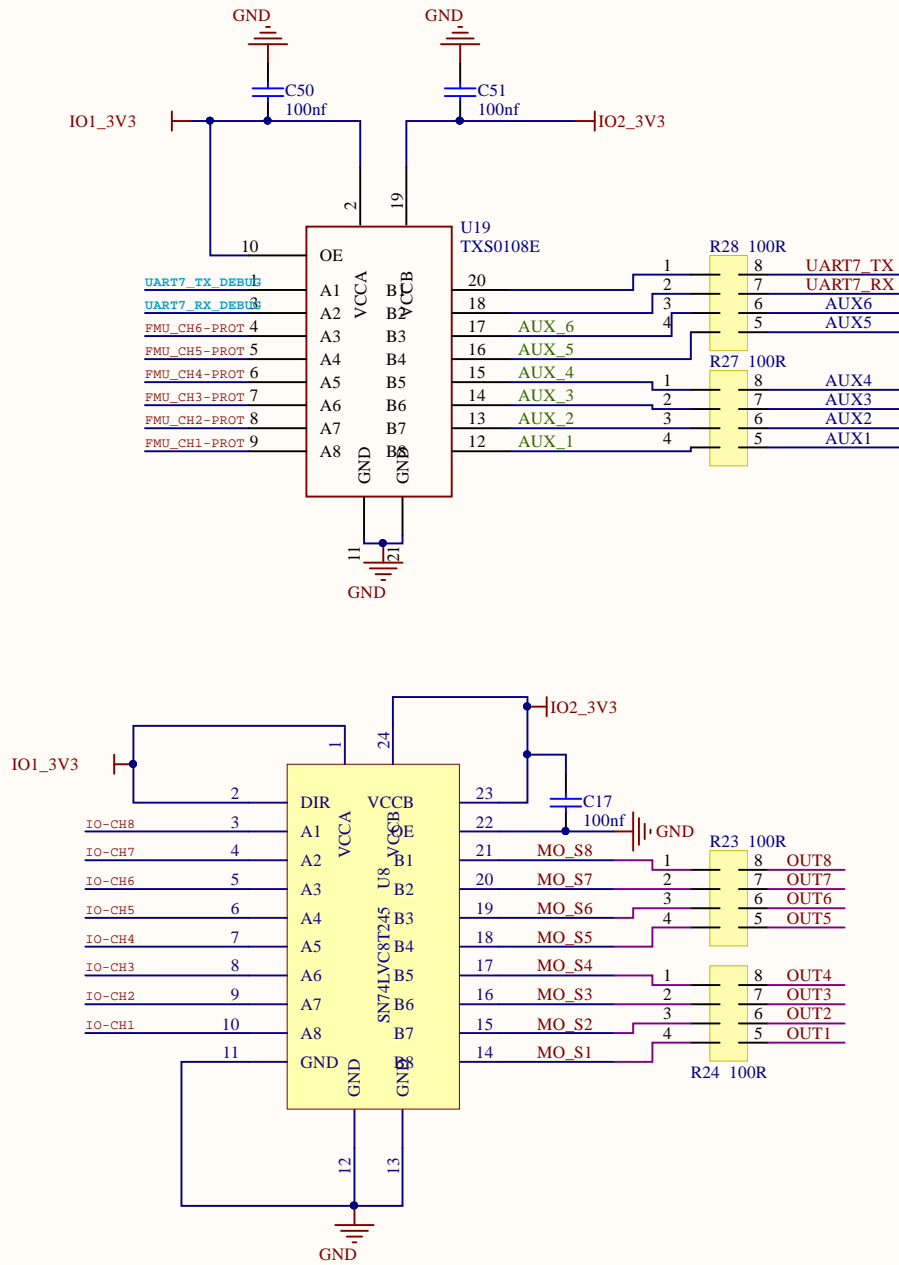 GND GND
C50 C51
100nf 100nf
IO1_3V3 IO2_3V3
2 19
U19
TXS0108E
10 OE VCCA VCCB R28 100R
UART7_TX_DEBUG 1 A1 B1 20 1 8 UART7_TX
UART7_RX_DEBUG 3 A2 B2 18 2 7 UART7_RX
FMU_CH6-PROT 4 A3 B3 17 AUX_6 3 6 AUX6
FMU_CH5-PROT 5 A4 B4 16 AUX_5 4 5 AUX5
R27 100R
FMU_CH4-PROT 6 A5 B5 15 AUX_4 1 8 AUX4
FMU_CH3-PROT 7 A6 B6 14 AUX_3 2 7 AUX3
FMU_CH2-PROT 8 A7 B7 13 AUX_2 3 6 AUX2
FMU_CH1-PROT 9 A8 B8 12 AUX_1 4 5 AUX1
GND GND
11 21
GND
IO2_3V3
1 24
IO1_3V3
2 DIR VCCA VCCB VCCB 23 C17
100nf
IO-CH8 3 A1 OE 22 GND
R23 100R
IO-CH7 4 A2 U8 B1 21 MO_S8 1 8 OUT8
IO-CH6 5 A3 B2 20 MO_S7 2 7 OUT7
IO-CH5 6 A4 SN74LVC8T245 B3 19 MO_S6 3 6 OUT6
IO-CH4 7 A5 B4 18 MO_S5 4 5 OUT5
IO-CH3 8 A6 B5 17 MO_S4 1 8 OUT4
IO-CH2 9 A7 B6 16 MO_S3 2 7 OUT3
IO-CH1 10 A8 B7 15 MO_S2 3 6 OUT2
11 GND B8 14 MO_S1 4 5 OUT1
R24 100R
GND GND
12 13
GND